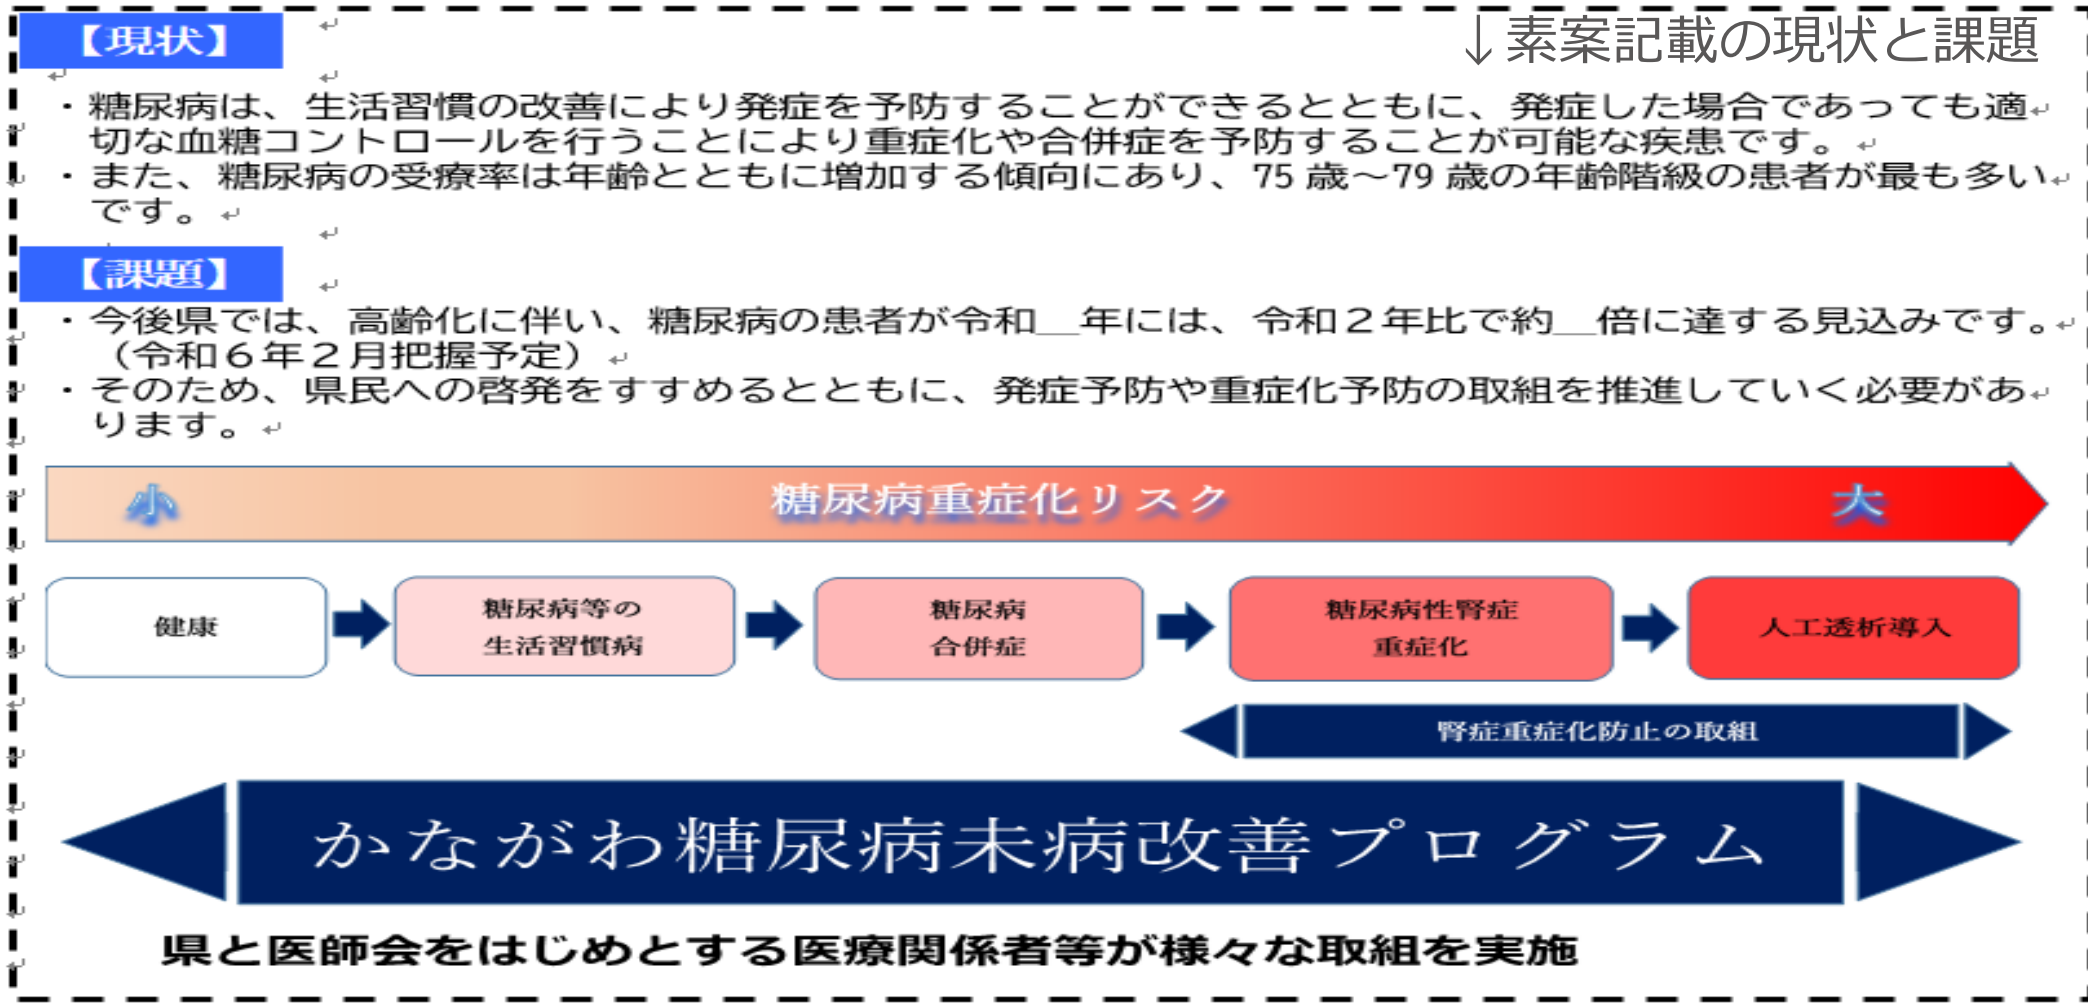 ↓素案記載の現状と課題
【現状】
・糖尿病は、生活習慣の改善により発症を予防することができるとともに、発症した場合であっても適
切な血糖コントロールを行うことにより重症化や合併症を予防することが可能な疾患です。
・また、糖尿病の受療率は年齢とともに増加する傾向にあり、75歳～79歳の年齢階級の患者が最も多い
です。
【課題】
・今後県では、高齢化に伴い、糖尿病の患者が令和__年には、令和２年比で約__倍に達する見込みです。
（令和６年２月把握予定）
・そのため、県民への啓発をすすめるとともに、発症予防や重症化予防の取組を推進していく必要があ
ります。
小 糖尿病重症化リスク 大
健康
糖尿病等の
生活習慣病
糖尿病
合併症
糖尿病性腎症
重症化
人工透析導入
腎症重症化防止の取組
かながわ糖尿病未病改善プログラム
県と医師会をはじめとする医療関係者等が様々な取組を実施